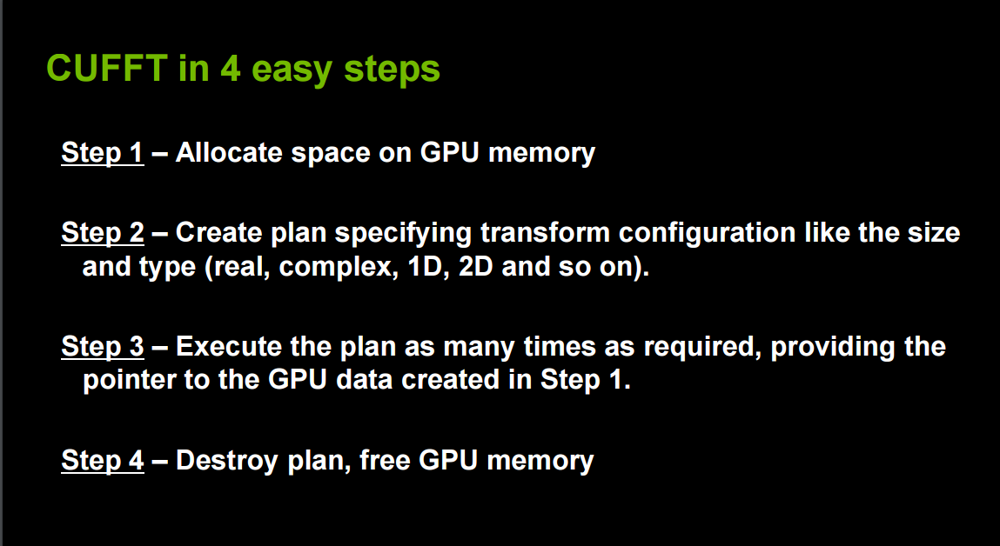 CUFFT in 4 easy steps
Step 1 – Allocate space on GPU memory
Step 2 – Create plan specifying transform configuration like the size
and type (real, complex, 1D, 2D and so on).
Step 3 – Execute the plan as many times as required, providing the
pointer to the GPU data created in Step 1.
Step 4 – Destroy plan, free GPU memory